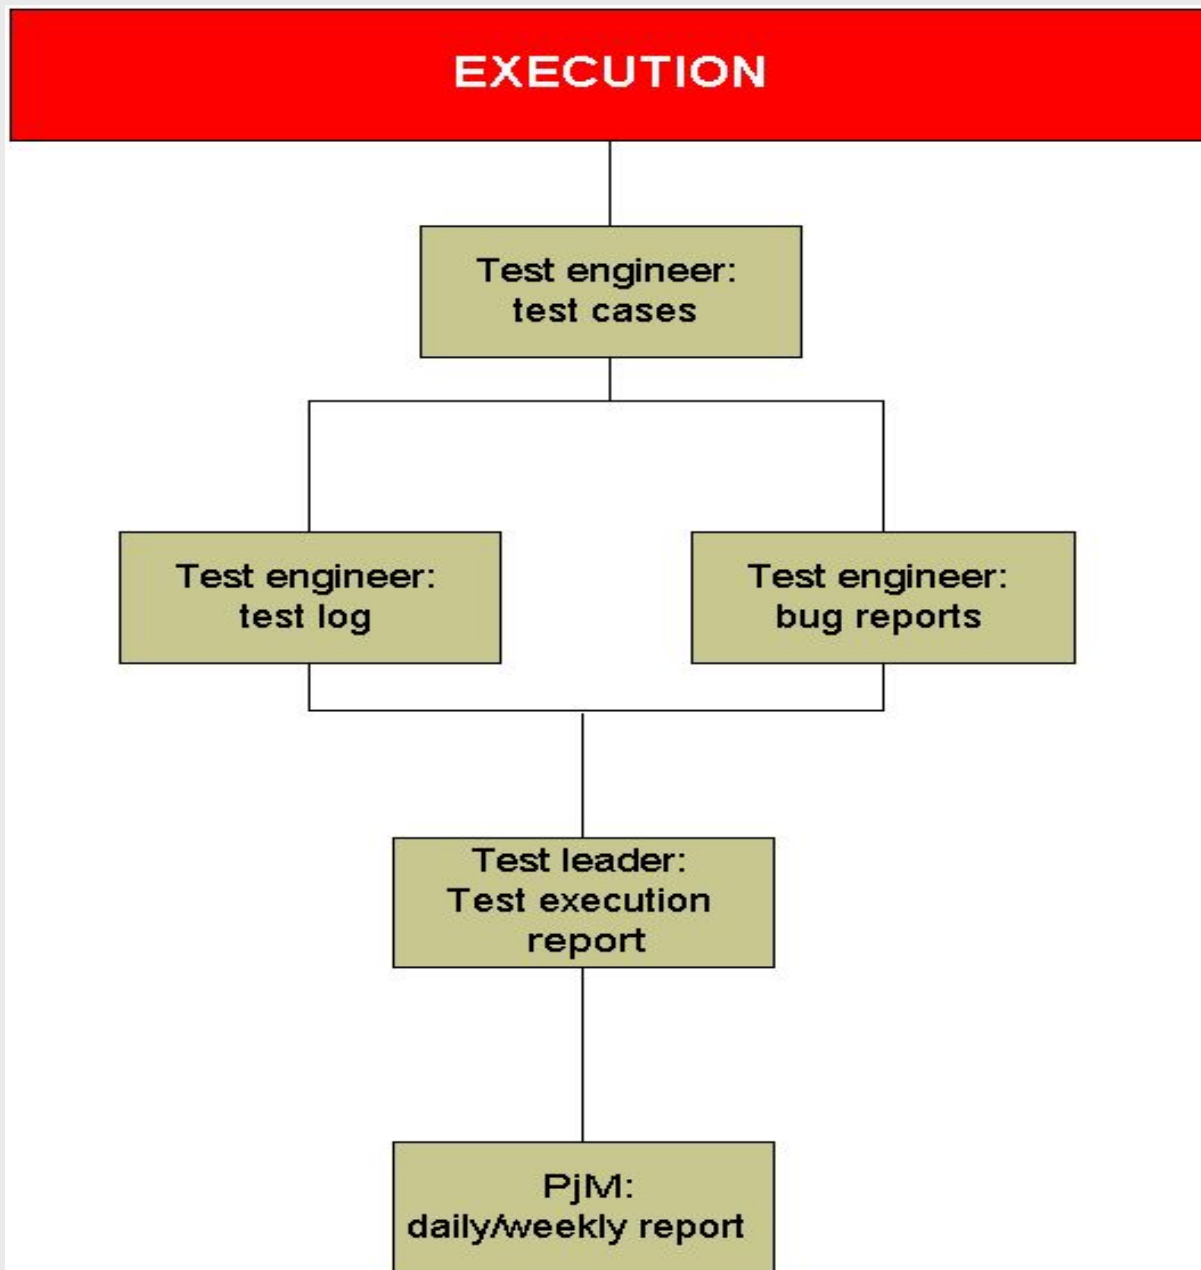 EXECUTION
Test engineer:
test cases
Test engineer:
test log
Test engineer:
bug reports
Test leader:
Test execution
report
PjM:
daily/weekly report